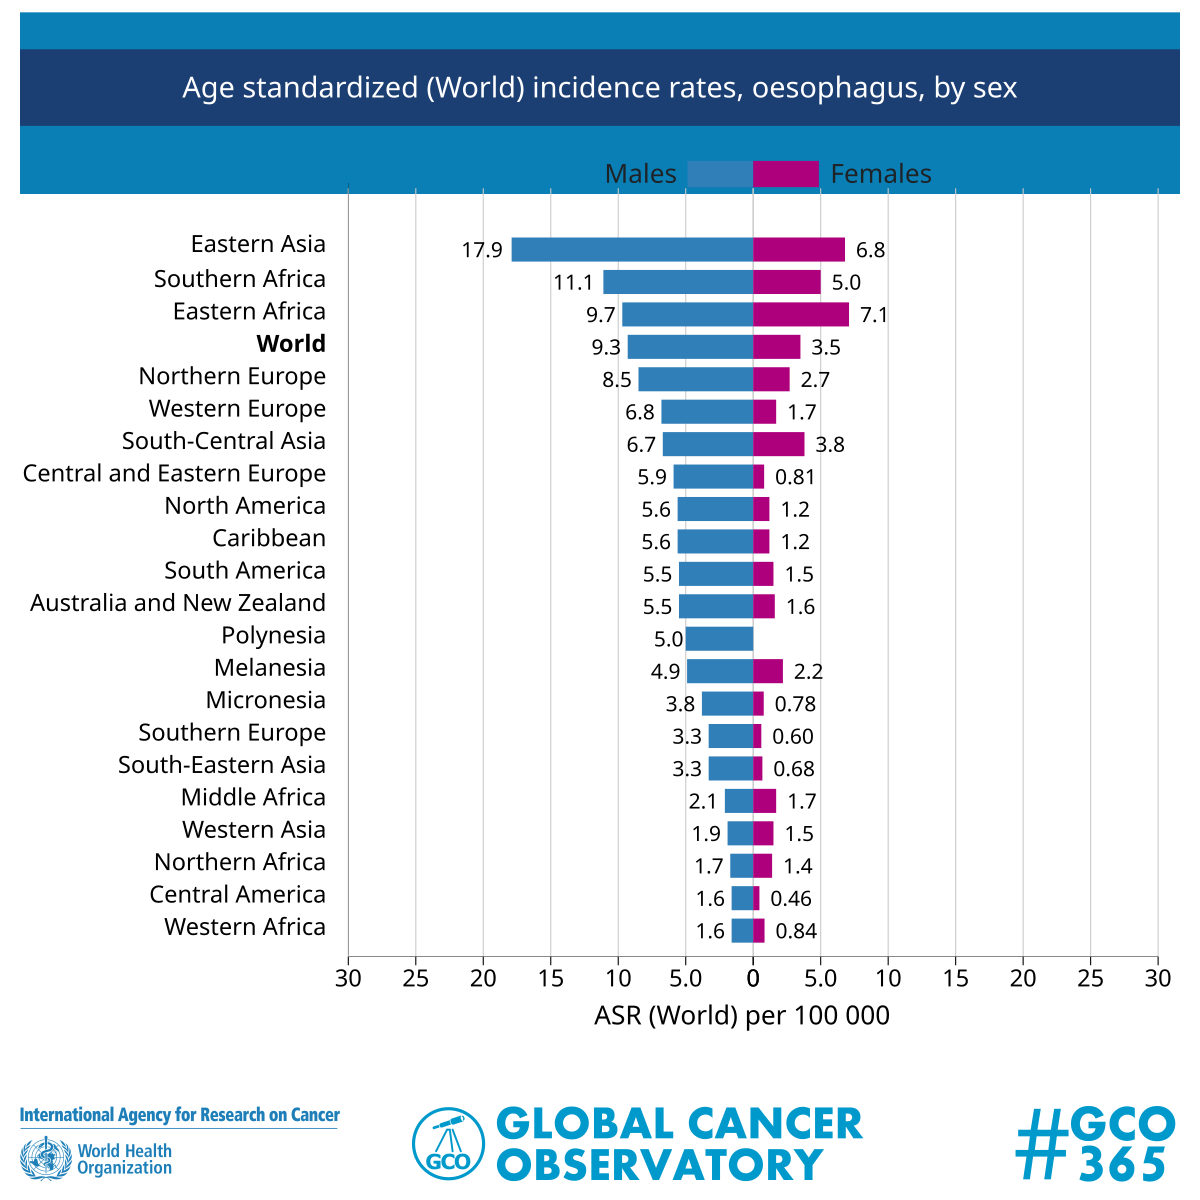 Age standardized (World) incidence rates, oesophagus, by sex
Males Females
Eastern Asia 17.9 6.8
Southern Africa 11.1 5.0
Eastern Africa 9.7 7.1
World 9.3 3.5
Northern Europe 8.5 2.7
Western Europe 6.8 1.7
South-Central Asia 6.7 3.8
Central and Eastern Europe 5.9 0.81
North America 5.6 1.2
Caribbean 5.6 1.2
South America 5.5 1.5
Australia and New Zealand 5.5 1.6
Polynesia 5.0
Melanesia 4.9 2.2
Micronesia 3.8 0.78
Southern Europe 3.3 0.60
South-Eastern Asia 3.3 0.68
Middle Africa 2.1 1.7
Western Asia 1.9 1.5
Northern Africa 1.7 1.4
Central America 1.6 0.46
Western Africa 1.6 0.84
30 25 20 15 10 5.0 0 5.0 10 15 20 25 30
ASR (World) per 100 000
International Agency for Research on Cancer
World Health
Organization
GCO
GLOBAL CANCER
OBSERVATORY
#GCO
365